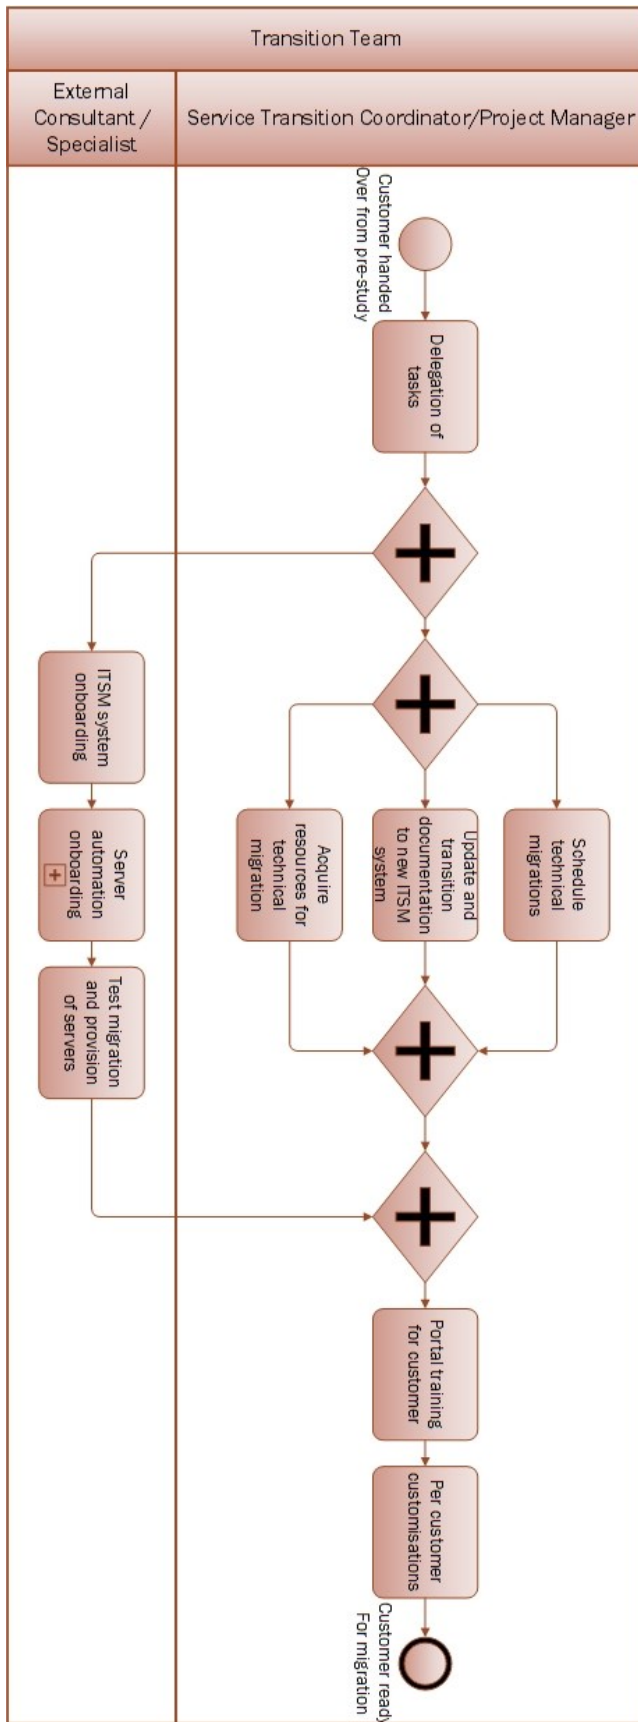 Transition Team
External
Consultant /
Specialist
Service Transition Coordinator/Project Manager
Customer handed
Over from pre-study
Delegation of
tasks
ITSM system
onboarding
Server
automation
onboarding
Test migration
and provision
of servers
Schedule
technical
migrations
Update and
transition
documentation
to new ITSM
system
Acquire
resources for
technical
migration
Portal training
for customer
Per customer
customisations
Customer ready
For migration